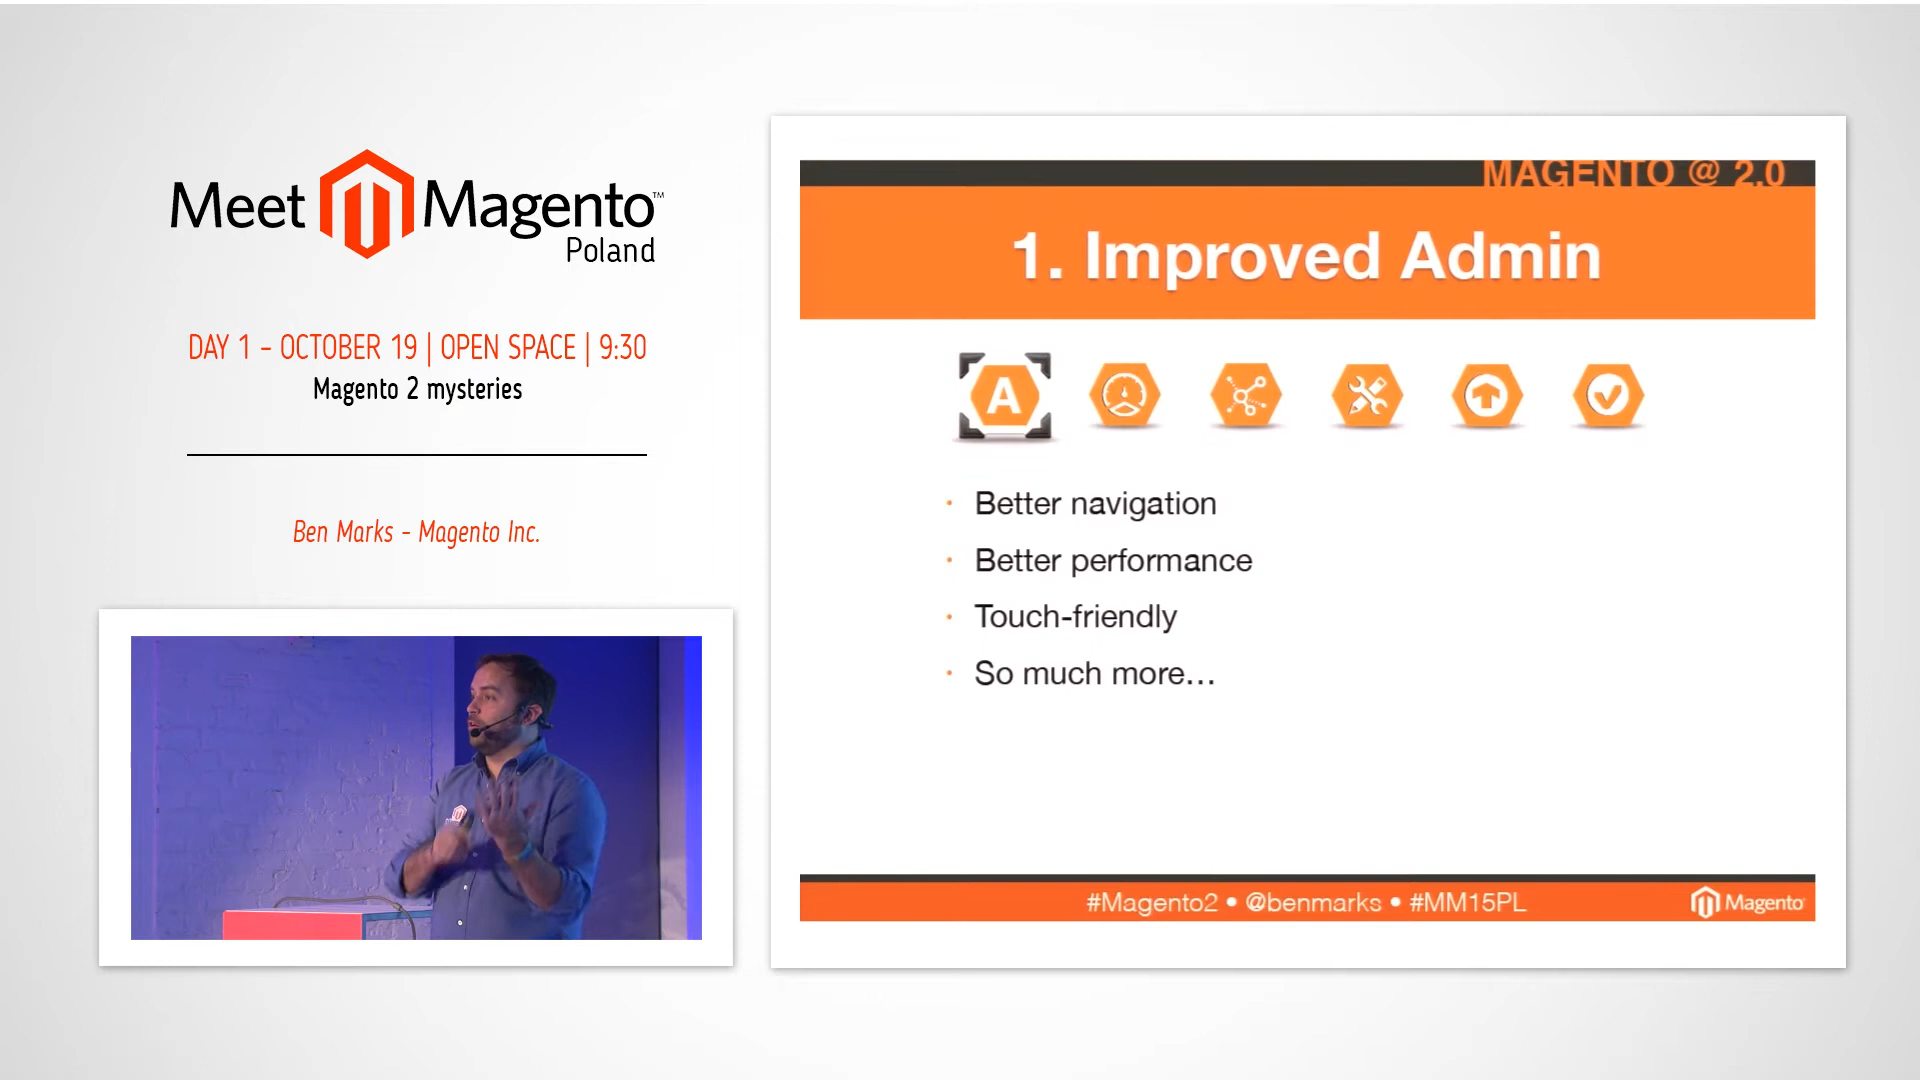 Meet Magento™
Poland
DAY 1 - OCTOBER 19 | OPEN SPACE | 9:30
Magento 2 mysteries
Ben Marks - Magento Inc.
MAGENTO @ 2.0
1. Improved Admin
A
· Better navigation
· Better performance
· Touch-friendly
· So much more...
#Magento2 • @benmarks • #MM15PL
Magento